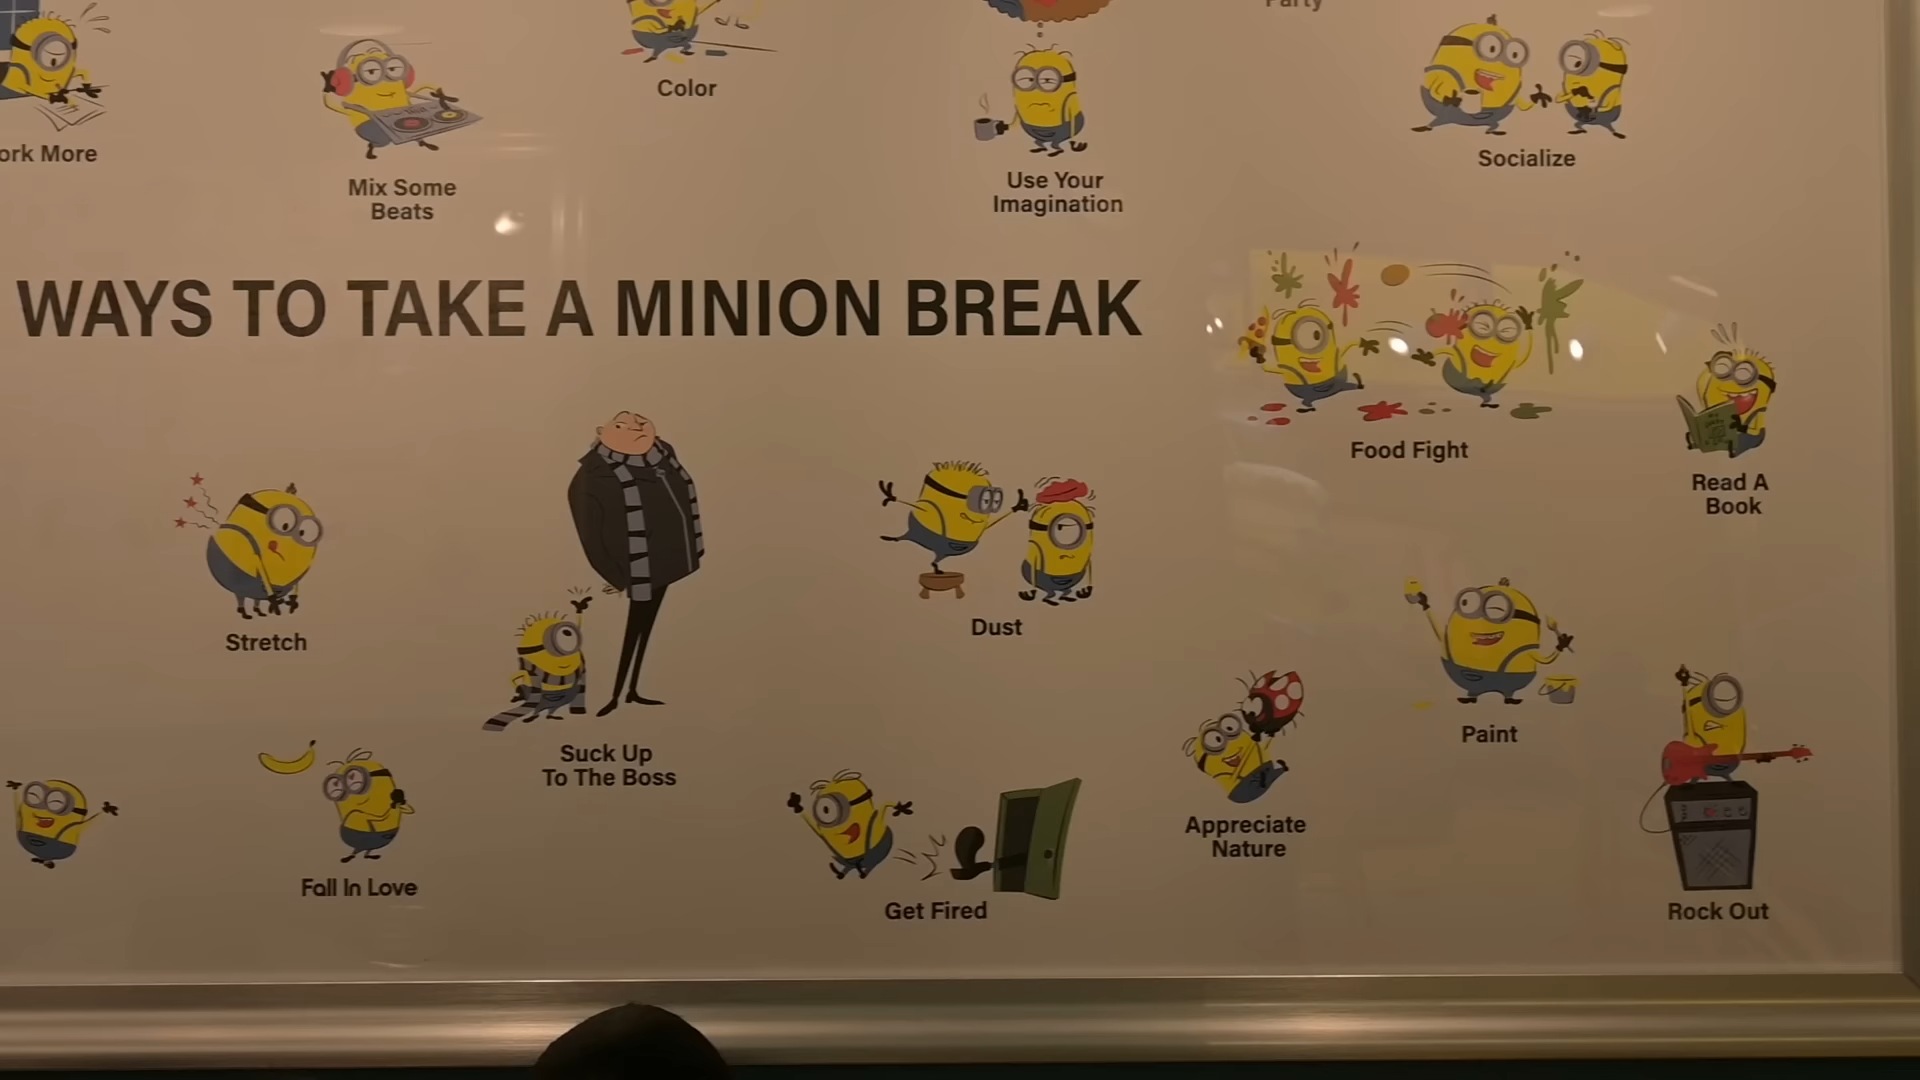 Party
Color
ork More
Mix Some
Beats
Use Your
Imagination
Socialize
WAYS TO TAKE A MINION BREAK
Food Fight
Read A
Book
Stretch
Dust
Suck Up
To The Boss
Paint
Appreciate
Nature
Fall In Love
Get Fired
Rock Out